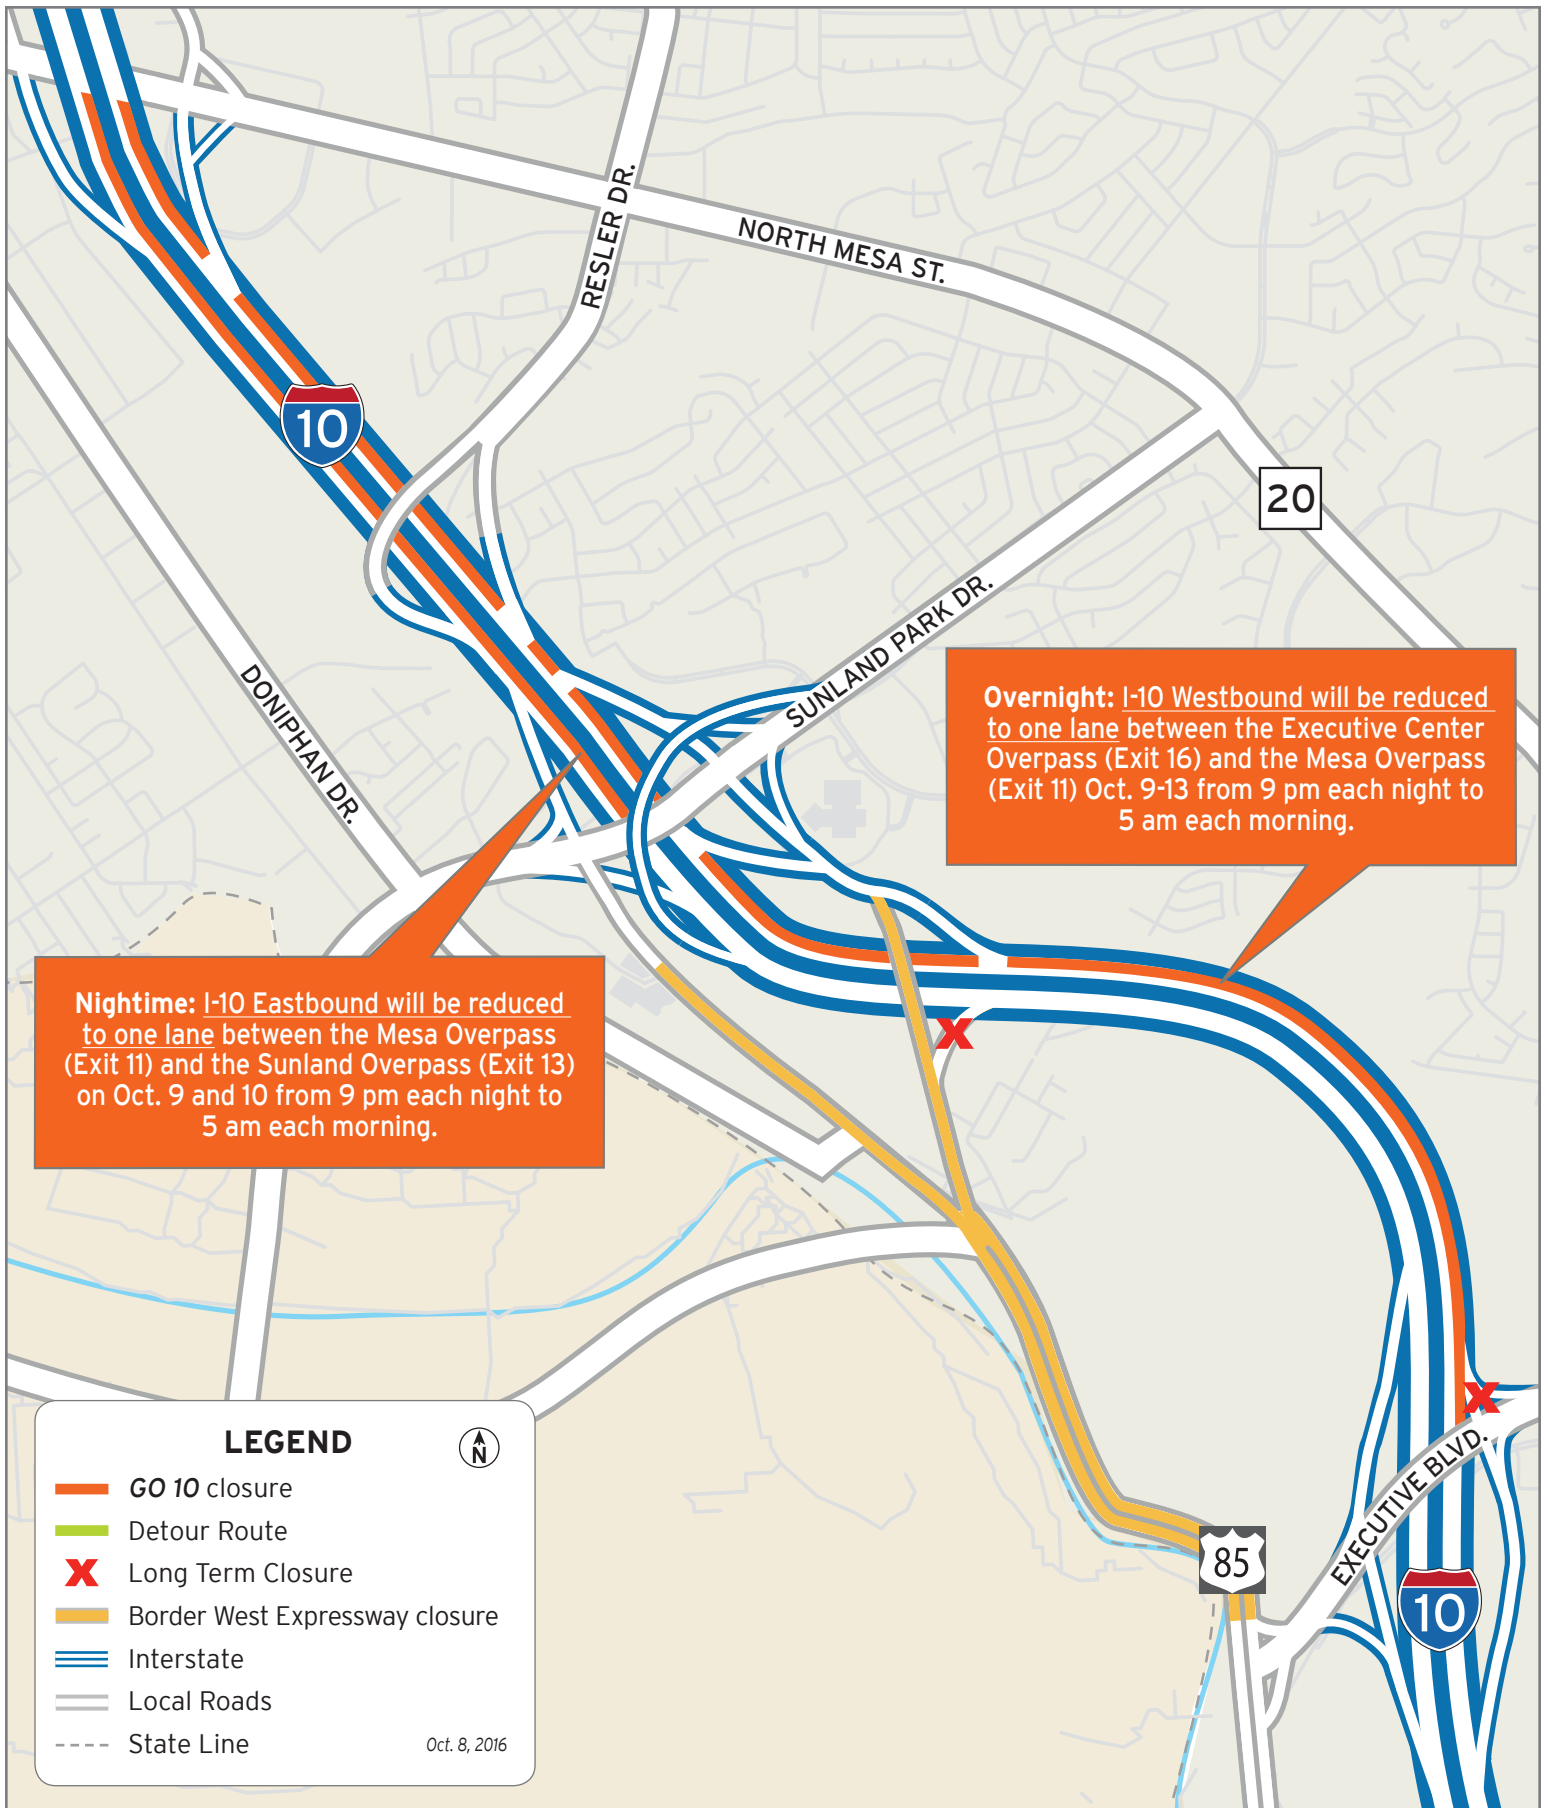 RESLER DR.
NORTH MESA ST.
10
20
SUNLAND PARK DR.
DONIPHAN DR.
Overnight: I-10 Westbound will be reduced
to one lane between the Executive Center
Overpass (Exit 16) and the Mesa Overpass
(Exit 11) Oct. 9-13 from 9 pm each night to
5 am each morning.
Nightime: I-10 Eastbound will be reduced
to one lane between the Mesa Overpass
(Exit 11) and the Sunland Overpass (Exit 13)
on Oct. 9 and 10 from 9 pm each night to
5 am each morning.
X
X
EXECUTIVE BLVD.
85
10
LEGEND
N
GO 10 closure
Detour Route
X Long Term Closure
Border West Expressway closure
Interstate
Local Roads
State Line
Oct. 8, 2016